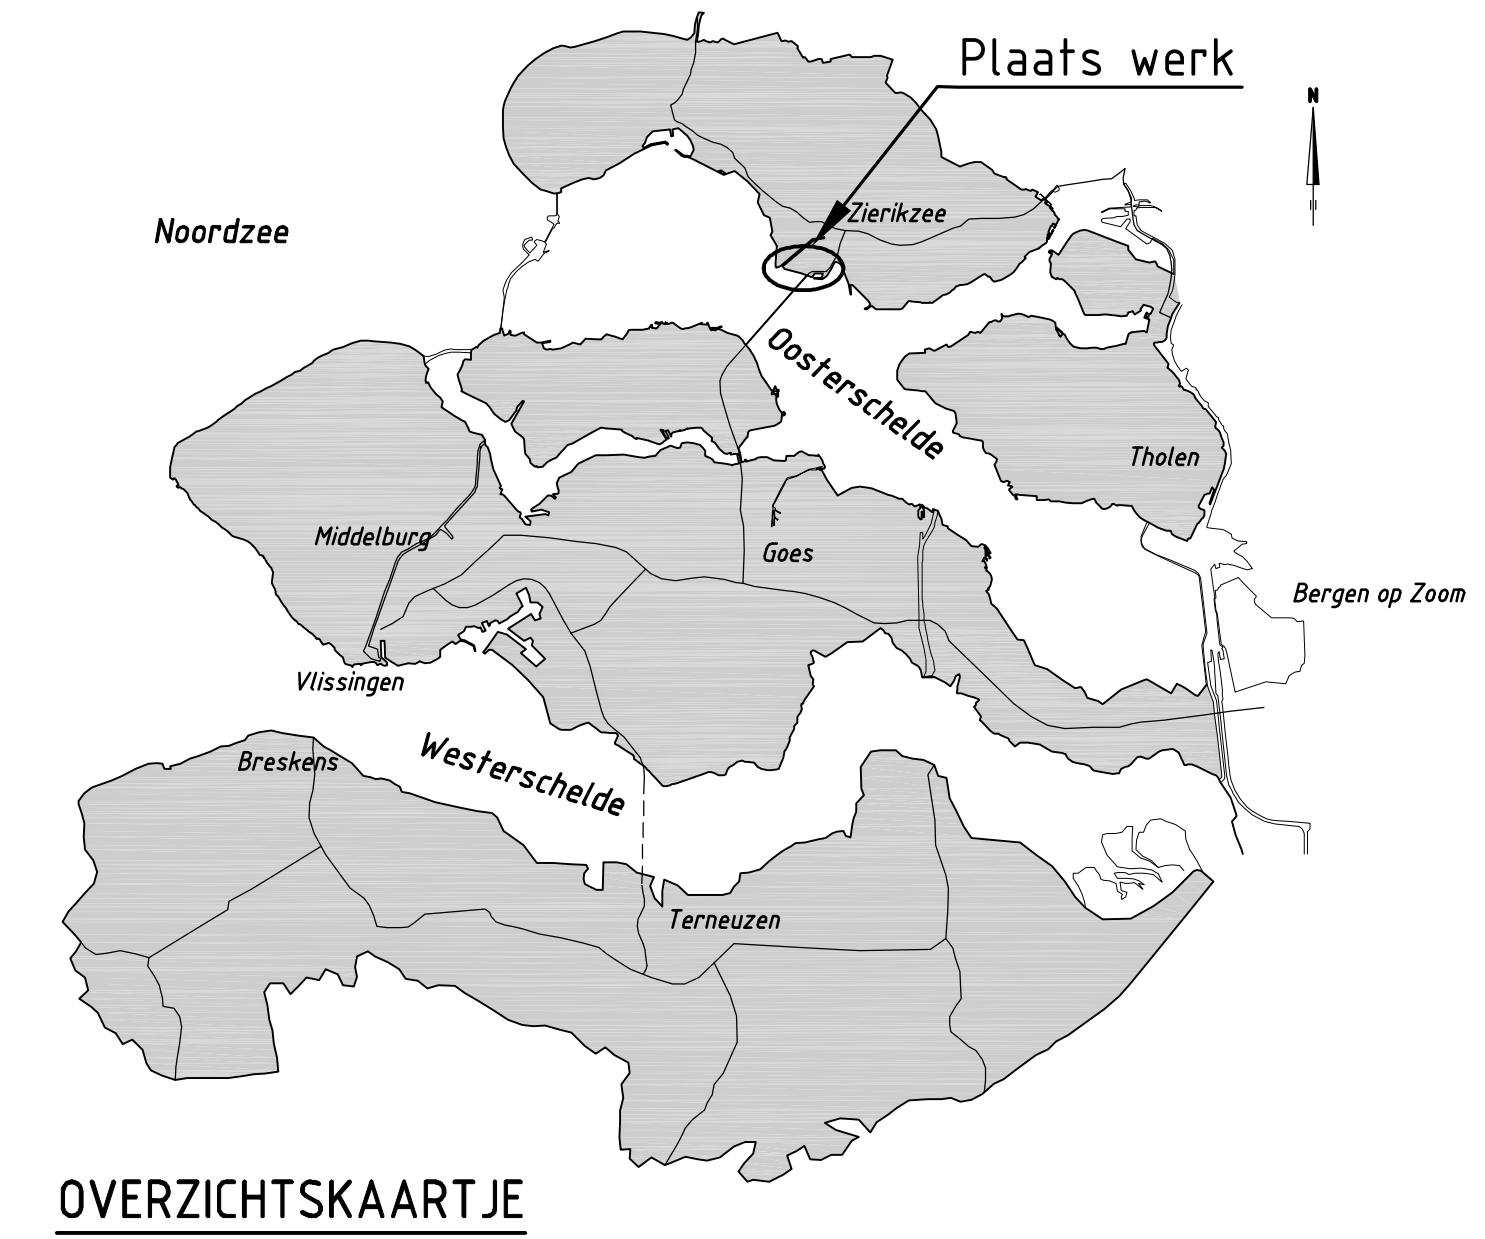 Plaats werk
N
Zierikzee
Noordzee
Oosterschelde
Tholen
Middelburg
Goes
Bergen op Zoom
Vlissingen
Westerschelde
Breskens
Terneuzen
OVERZICHTSKAARTJE